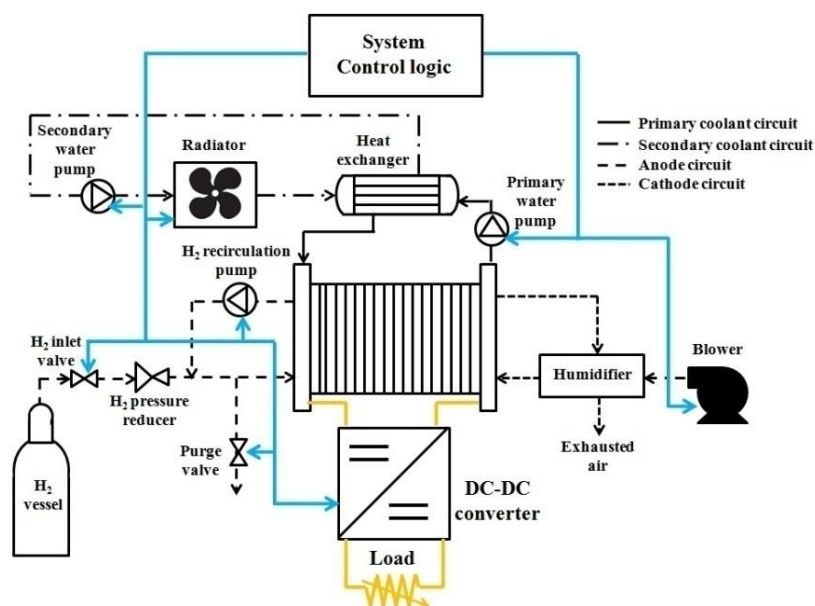 System
Control logic
Primary coolant circuit
Secondary coolant circuit
Anode circuit
Cathode circuit
Secondary
water
pump
Radiator
Heat
exchanger
Primary
water
pump
H₂ recirculation
pump
H₂ inlet
valve
H₂ pressure
reducer
Blower
Humidifier
Exhausted
air
Purge
valve
H₂
vessel
DC-DC
converter
Load